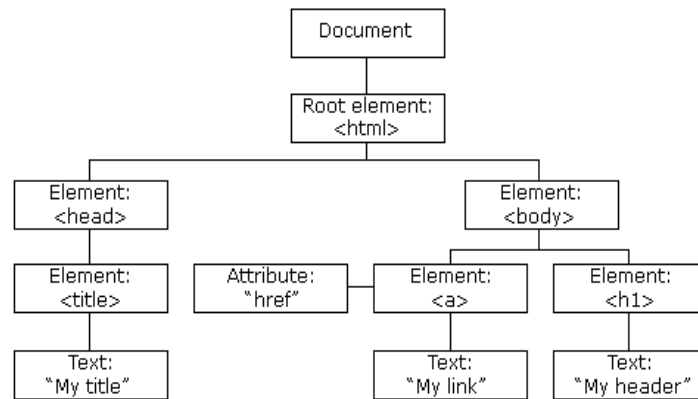 Document
Root element:
<html>
Element:
<head>
Element:
<body>
Element:
<title>
Attribute:
“href”
Element:
<a>
Element:
<h1>
Text:
“My title”
Text:
“My link”
Text:
“My header”